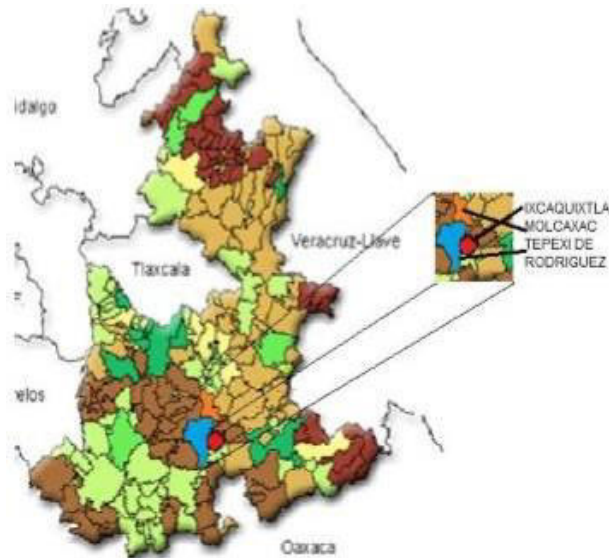 idalgo
IXCAQUIXTLA
MOLCAXAC
Veracruz-Llave
TEPEXI DE
RODRIGUEZ
Tlaxcala
elos
Oaxaca